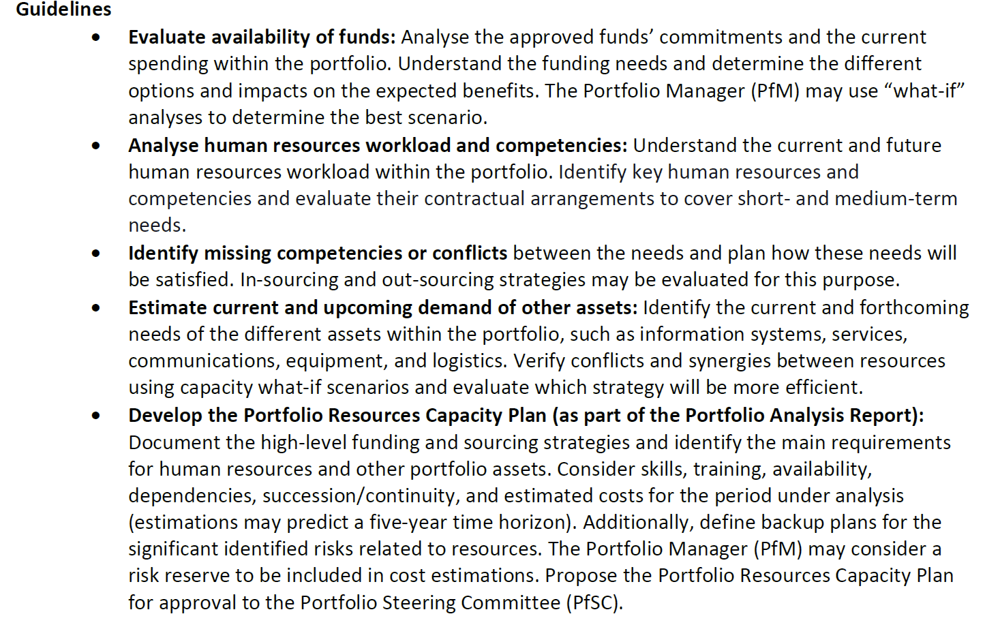 Guidelines
• Evaluate availability of funds: Analyse the approved funds’ commitments and the current
spending within the portfolio. Understand the funding needs and determine the different
options and impacts on the expected benefits. The Portfolio Manager (PfM) may use “what-if”
analyses to determine the best scenario.
• Analyse human resources workload and competencies: Understand the current and future
human resources workload within the portfolio. Identify key human resources and
competencies and evaluate their contractual arrangements to cover short- and medium-term
needs.
• Identify missing competencies or conflicts between the needs and plan how these needs will
be satisfied. In-sourcing and out-sourcing strategies may be evaluated for this purpose.
• Estimate current and upcoming demand of other assets: Identify the current and forthcoming
needs of the different assets within the portfolio, such as information systems, services,
communications, equipment, and logistics. Verify conflicts and synergies between resources
using capacity what-if scenarios and evaluate which strategy will be more efficient.
• Develop the Portfolio Resources Capacity Plan (as part of the Portfolio Analysis Report):
Document the high-level funding and sourcing strategies and identify the main requirements
for human resources and other portfolio assets. Consider skills, training, availability,
dependencies, succession/continuity, and estimated costs for the period under analysis
(estimations may predict a five-year time horizon). Additionally, define backup plans for the
significant identified risks related to resources. The Portfolio Manager (PfM) may consider a
risk reserve to be included in cost estimations. Propose the Portfolio Resources Capacity Plan
for approval to the Portfolio Steering Committee (PfSC).